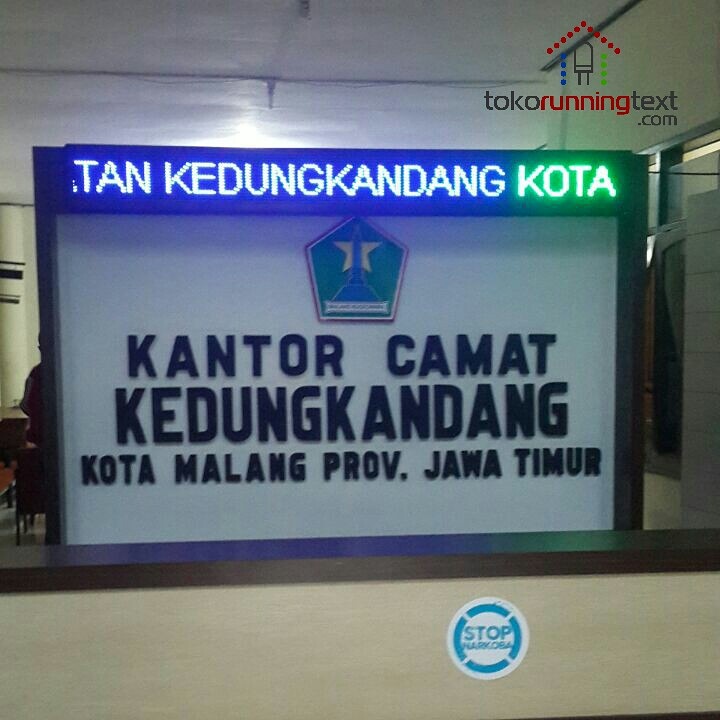 tokorunningtext
.com
TAN KEDUNGKANDANG KOTA
KANTOR CAMAT
KEDUNGKANDANG
KOTA MALANG PROV. JAWA TIMUR
STOP
NARKOBA